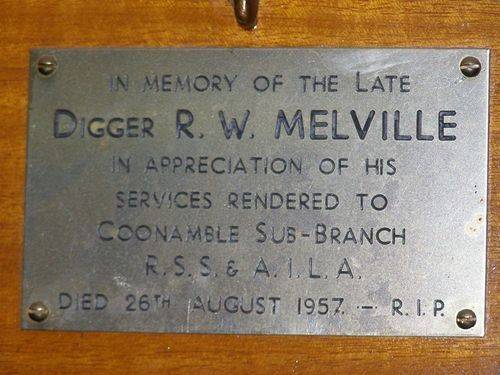 IN MEMORY OF THE LATE
DIGGER R. W. MELVILLE
IN APPRECIATION OF HIS
SERVICES RENDERED TO
COONAMBLE SUB-BRANCH
R.S.S. & A.I.L.A.
DIED 26TH AUGUST 1957. - R.I.P.